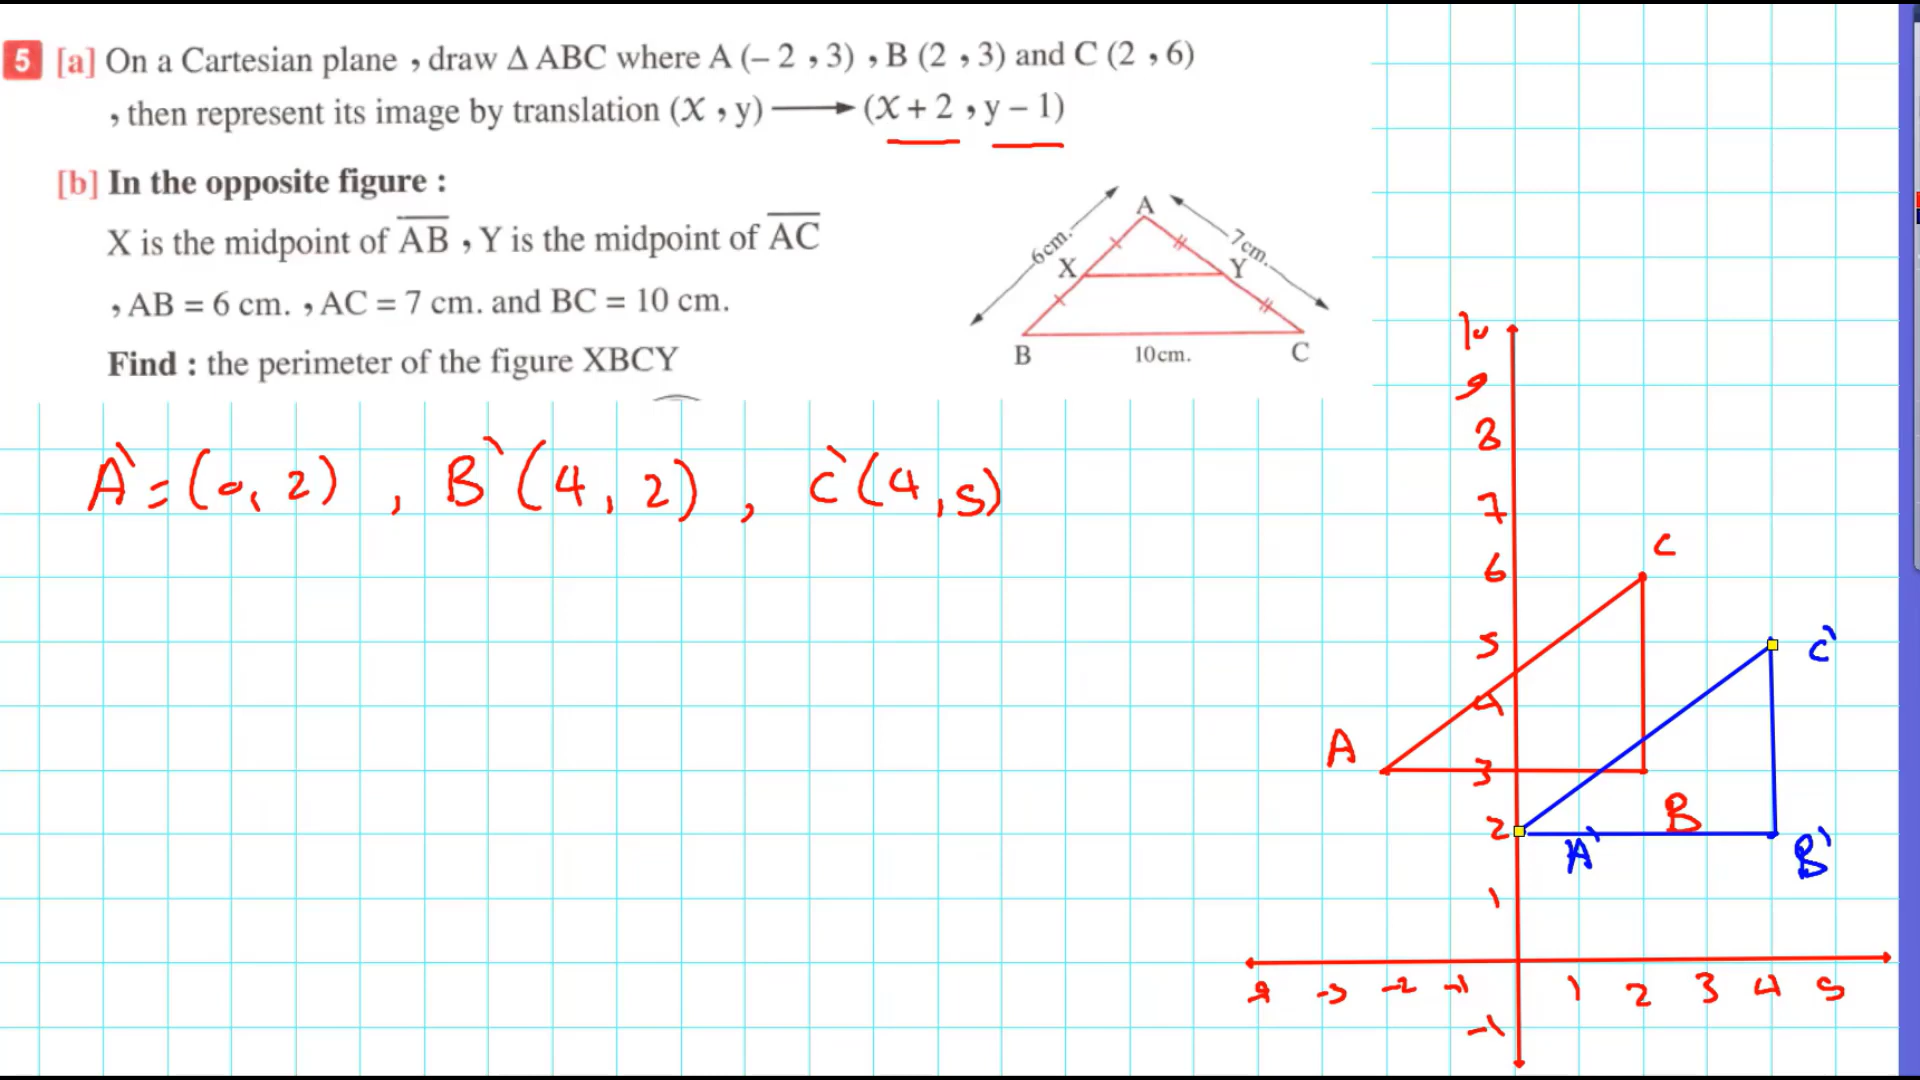 5 [a] On a Cartesian plane , draw Δ ABC where A (– 2 , 3) , B (2 , 3) and C (2 , 6)
, then represent its image by translation (X , y) ⟶ (X + 2 , y – 1)
[b] In the opposite figure :
X is the midpoint of A̅B̅ , Y is the midpoint of A̅C̅
, AB = 6 cm. , AC = 7 cm. and BC = 10 cm.
Find : the perimeter of the figure XBCY
A
6cm.
7cm.
X
Y
B
10cm.
C
A` = (0, 2) , B` (4, 2) , C` (4, 5)
10
9
8
7
6
5
4
3
2
1
-3 -2 -1 1 2 3 4 5
-1
C
A
B
C`
A`
B`